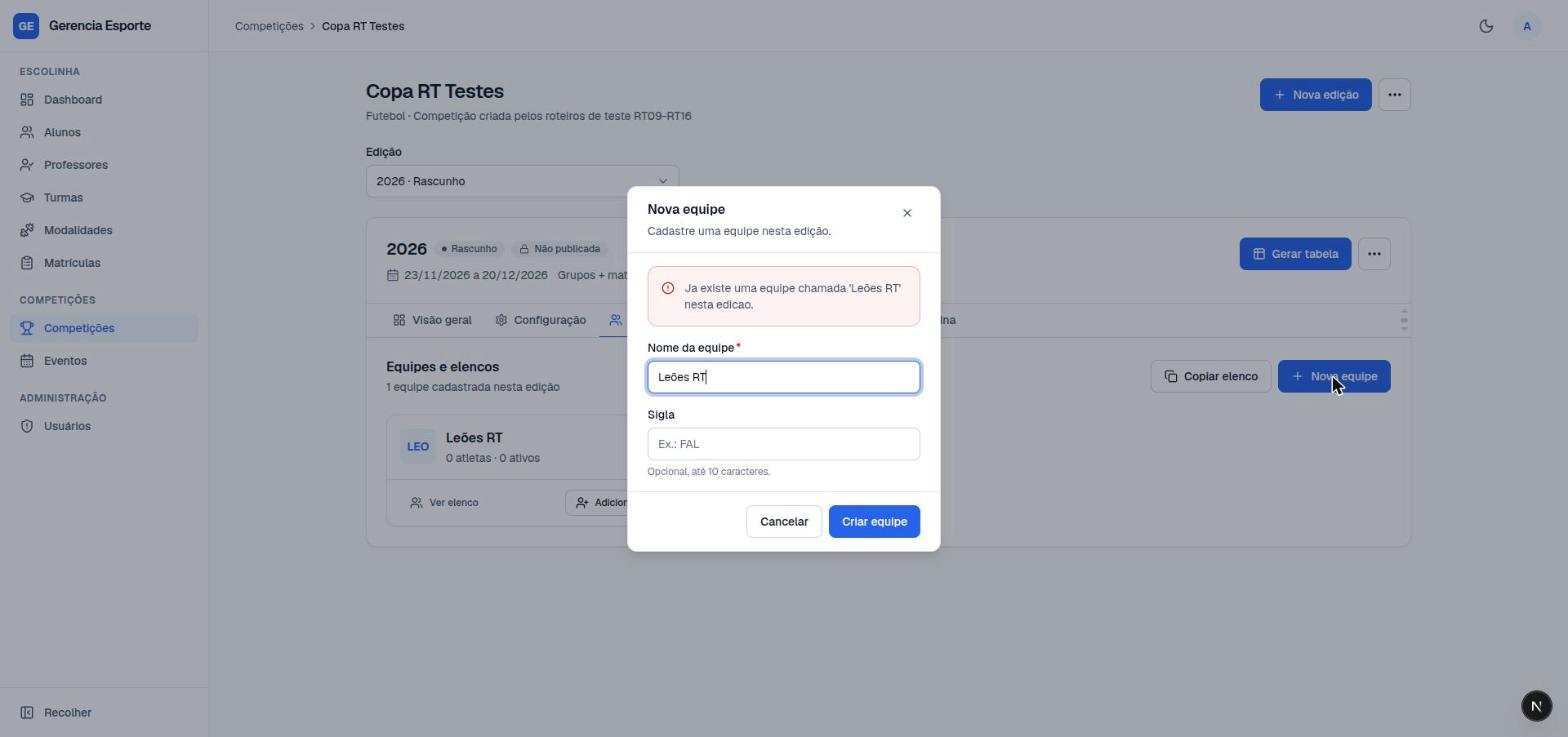 GE Gerencia Esporte
Competições > Copa RT Testes
A
ESCOLINHA
Dashboard
Alunos
Professores
Turmas
Modalidades
Matrículas
COMPETIÇÕES
Competições
Eventos
ADMINISTRAÇÃO
Usuários
Recolher
Copa RT Testes
Futebol · Competição criada pelos roteiros de teste RT09-RT16
+ Nova edição
Edição
2026 · Rascunho
2026 Rascunho Não publicada
23/11/2026 a 20/12/2026 Grupos + mat
Gerar tabela
Visão geral
Configuração
ina
Equipes e elencos
1 equipe cadastrada nesta edição
Copiar elenco
+ Nova equipe
LEO
Leões RT
0 atletas · 0 ativos
Ver elenco
Adicion
Nova equipe
Cadastre uma equipe nesta edição.
Ja existe uma equipe chamada 'Leões RT'
nesta edicao.
Nome da equipe*
Leões RT
Sigla
Ex.: FAL
Opcional, até 10 caracteres.
Cancelar
Criar equipe
N